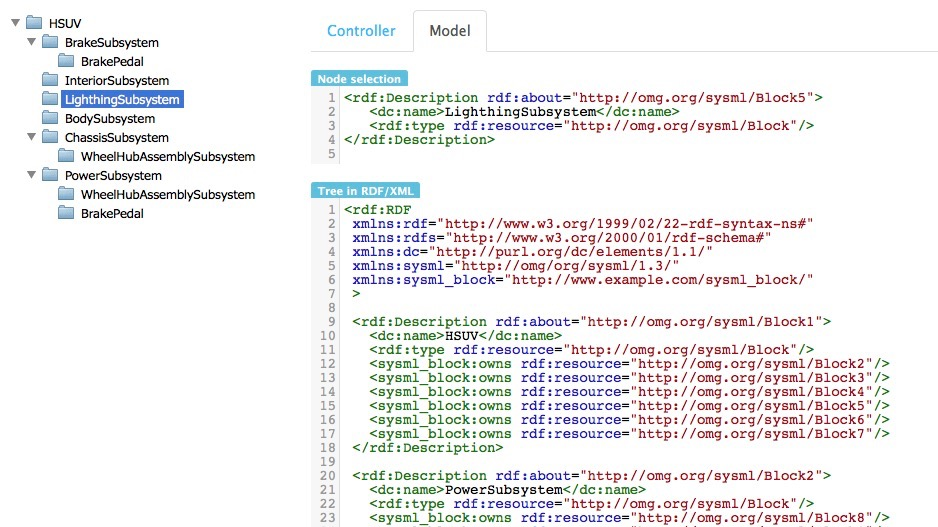 HSUV
BrakeSubsystem
BrakePedal
InteriorSubsystem
LighthingSubsystem
BodySubsystem
ChassisSubsystem
WheelHubAssemblySubsystem
PowerSubsystem
WheelHubAssemblySubsystem
BrakePedal
Controller Model
Node selection
1 <rdf:Description rdf:about="http://omg.org/sysml/Block5">
2 <dc:name>LighthingSubsystem</dc:name>
3 <rdf:type rdf:resource="http://omg.org/sysml/Block"/>
4 </rdf:Description>
5
Tree in RDF/XML
1 <rdf:RDF
2 xmlns:rdf="http://www.w3.org/1999/02/22-rdf-syntax-ns#"
3 xmlns:rdfs="http://www.w3.org/2000/01/rdf-schema#"
4 xmlns:dc="http://purl.org/dc/elements/1.1/"
5 xmlns:sysml="http://omg/org/sysml/1.3/"
6 xmlns:sysml_block="http://www.example.com/sysml_block/"
7 >
8
9 <rdf:Description rdf:about="http://omg.org/sysml/Block1">
10 <dc:name>HSUV</dc:name>
11 <rdf:type rdf:resource="http://omg.org/sysml/Block"/>
12 <sysml_block:owns rdf:resource="http://omg.org/sysml/Block2"/>
13 <sysml_block:owns rdf:resource="http://omg.org/sysml/Block3"/>
14 <sysml_block:owns rdf:resource="http://omg.org/sysml/Block4"/>
15 <sysml_block:owns rdf:resource="http://omg.org/sysml/Block5"/>
16 <sysml_block:owns rdf:resource="http://omg.org/sysml/Block6"/>
17 <sysml_block:owns rdf:resource="http://omg.org/sysml/Block7"/>
18 </rdf:Description>
19
20 <rdf:Description rdf:about="http://omg.org/sysml/Block2">
21 <dc:name>PowerSubsystem</dc:name>
22 <rdf:type rdf:resource="http://omg.org/sysml/Block"/>
23 <sysml_block:owns rdf:resource="http://omg.org/sysml/Block8"/>